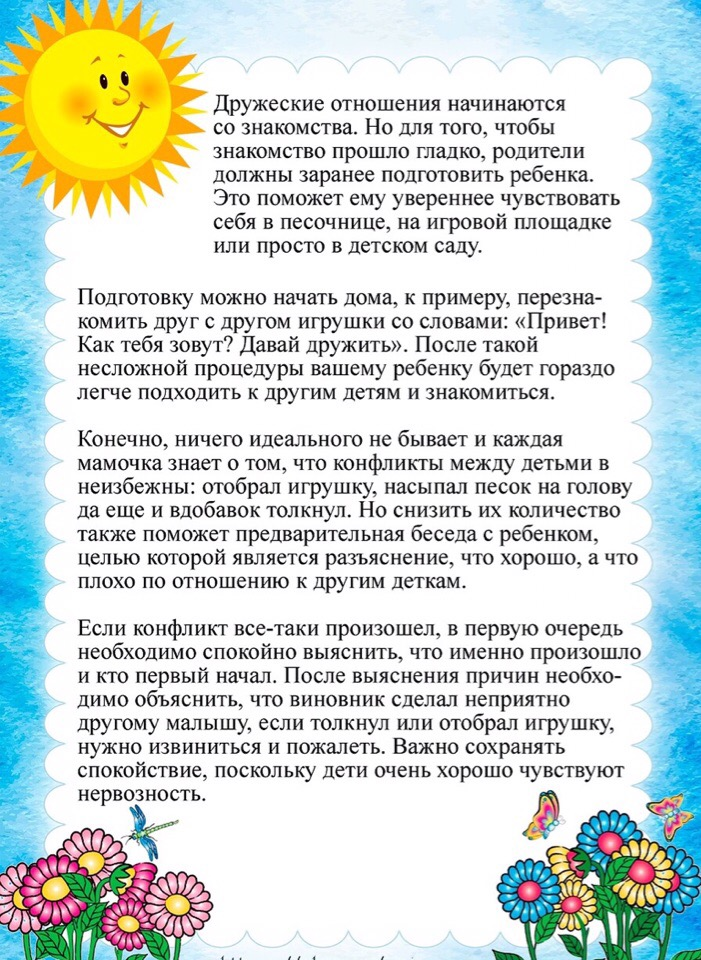 Дружеские отношения начинаются
со знакомства. Но для того, чтобы
знакомство прошло гладко, родители
должны заранее подготовить ребенка.
Это поможет ему увереннее чувствовать
себя в песочнице, на игровой площадке
или просто в детском саду.
Подготовку можно начать дома, к примеру, перезна-
комить друг с другом игрушки со словами: «Привет!
Как тебя зовут? Давай дружить». После такой
несложной процедуры вашему ребенку будет гораздо
легче подходить к другим детям и знакомиться.
Конечно, ничего идеального не бывает и каждая
мамочка знает о том, что конфликты между детьми в
неизбежны: отобрал игрушку, насыпал песок на голову
да еще и вдобавок толкнул. Но снизить их количество
также поможет предварительная беседа с ребенком,
целью которой является разъяснение, что хорошо, а что
плохо по отношению к другим деткам.
Если конфликт все-таки произошел, в первую очередь
необходимо спокойно выяснить, что именно произошло
и кто первый начал. После выяснения причин необхо-
димо объяснить, что виновник сделал неприятно
другому малышу, если толкнул или отобрал игрушку,
нужно извиниться и пожалеть. Важно сохранять
спокойствие, поскольку дети очень хорошо чувствуют
нервозность.